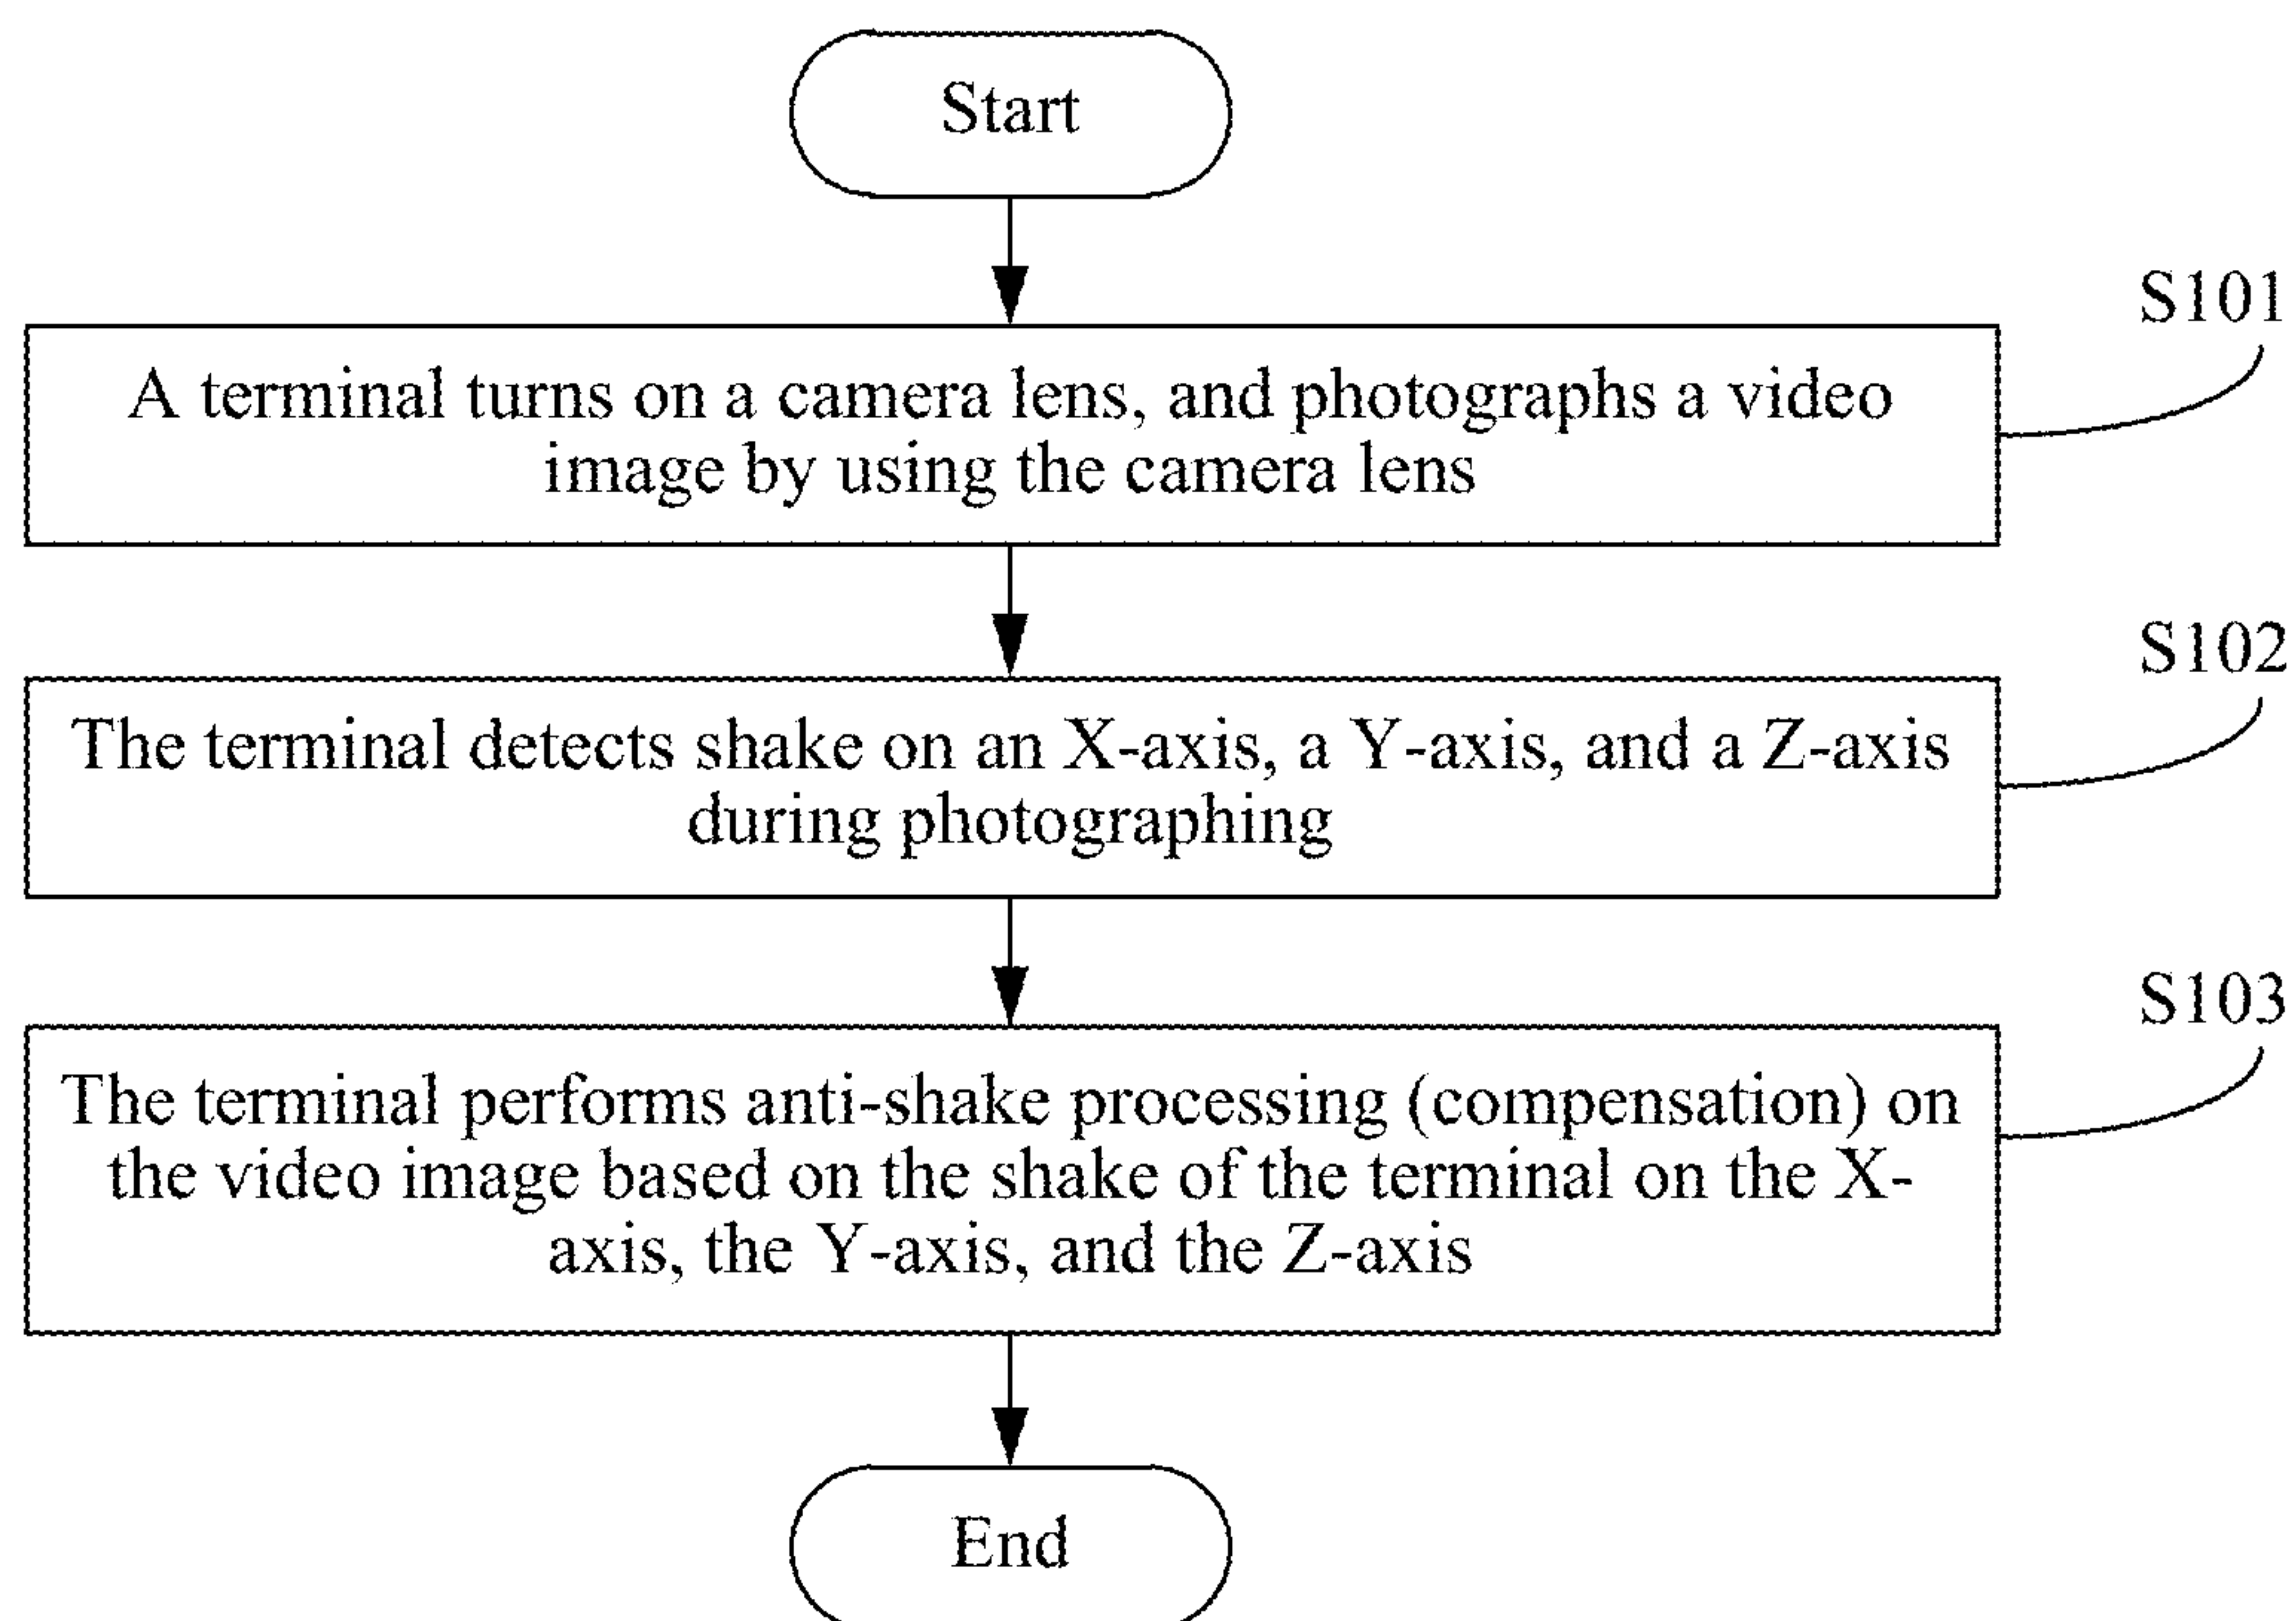 Start
S101
A terminal turns on a camera lens, and photographs a video
image by using the camera lens
S102
The terminal detects shake on an X-axis, a Y-axis, and a Z-axis
during photographing
S103
The terminal performs anti-shake processing (compensation) on
the video image based on the shake of the terminal on the X-
axis, the Y-axis, and the Z-axis
End